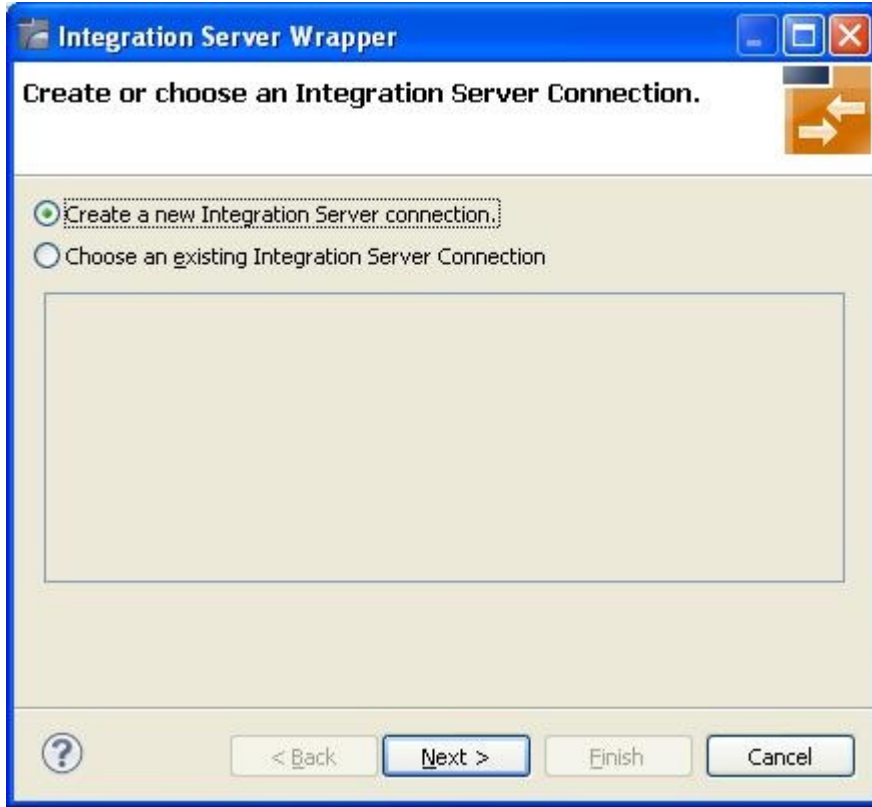 Integration Server Wrapper
Create or choose an Integration Server Connection.
Create a new Integration Server connection.
Choose an existing Integration Server Connection
?
< Back Next > Finish Cancel